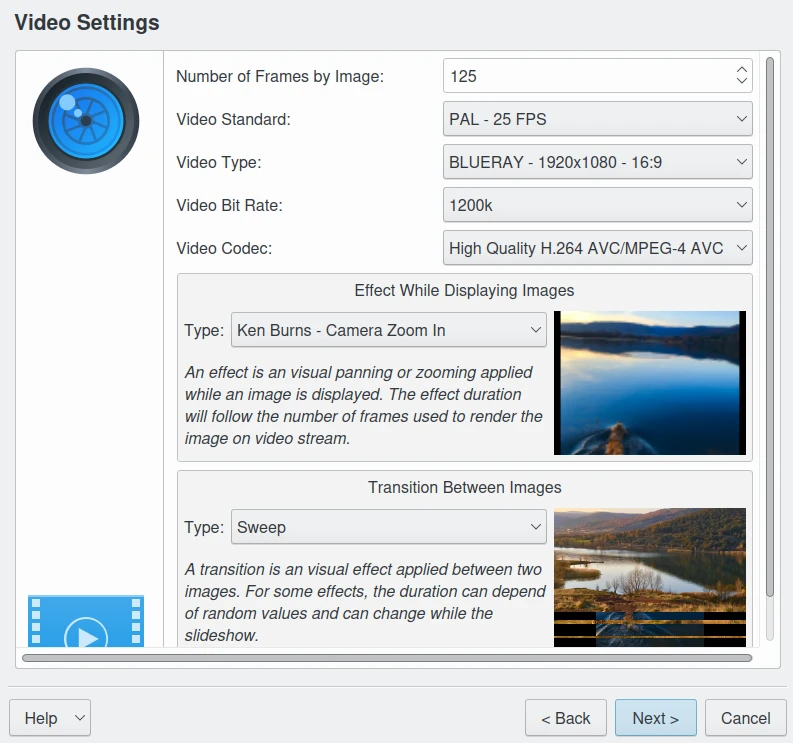 Video Settings
Number of Frames by Image:
125
Video Standard:
PAL - 25 FPS
Video Type:
BLUERAY - 1920x1080 - 16:9
Video Bit Rate:
1200k
Video Codec:
High Quality H.264 AVC/MPEG-4 AVC
Effect While Displaying Images
Type:
Ken Burns - Camera Zoom In
An effect is an visual panning or zooming applied
while an image is displayed. The effect duration
will follow the number of frames used to render the
image on video stream.
Transition Between Images
Type:
Sweep
A transition is an visual effect applied between two
images. For some effects, the duration can depend
of random values and can change while the
slideshow.
Help
< Back
Next >
Cancel